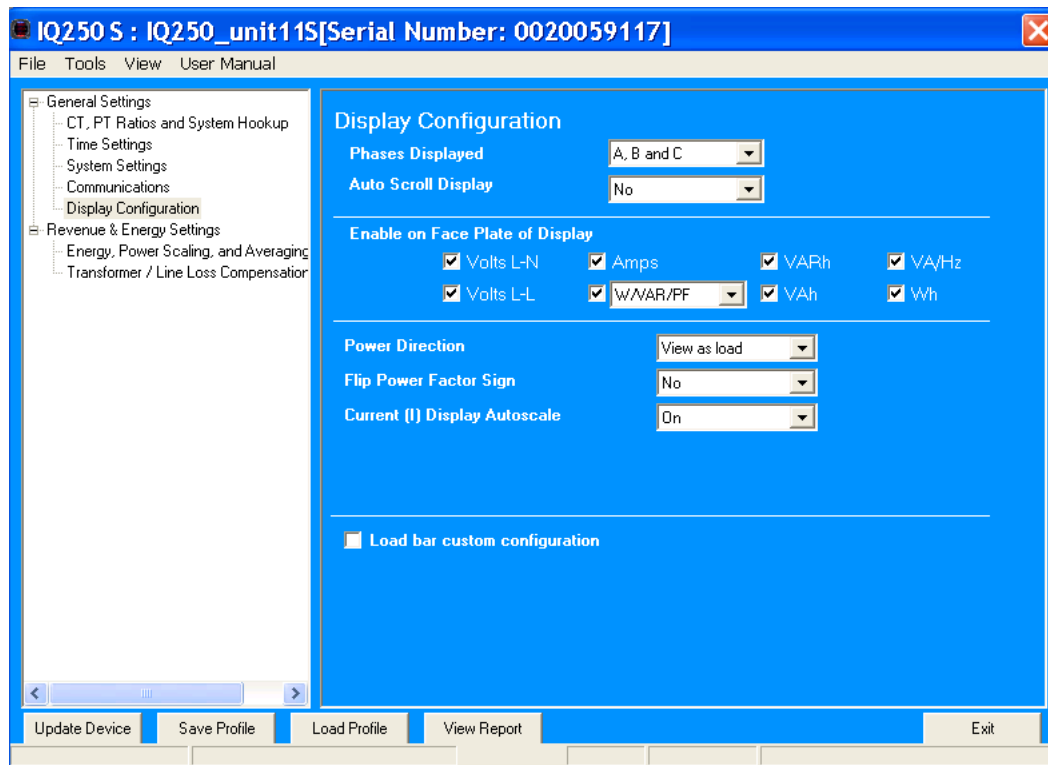 IQ250 S : IQ250_unit11S[Serial Number: 0020059117]
File Tools View User Manual
General Settings
CT, PT Ratios and System Hookup
Time Settings
System Settings
Communications
Display Configuration
Revenue & Energy Settings
Energy, Power Scaling, and Averaging
Transformer / Line Loss Compensation
Display Configuration
Phases Displayed A, B and C
Auto Scroll Display No
Enable on Face Plate of Display
Volts L-N Amps VARh VA/Hz
Volts L-L W/VAR/PF VAh Wh
Power Direction View as load
Flip Power Factor Sign No
Current (I) Display Autoscale On
Load bar custom configuration
Update Device Save Profile Load Profile View Report Exit